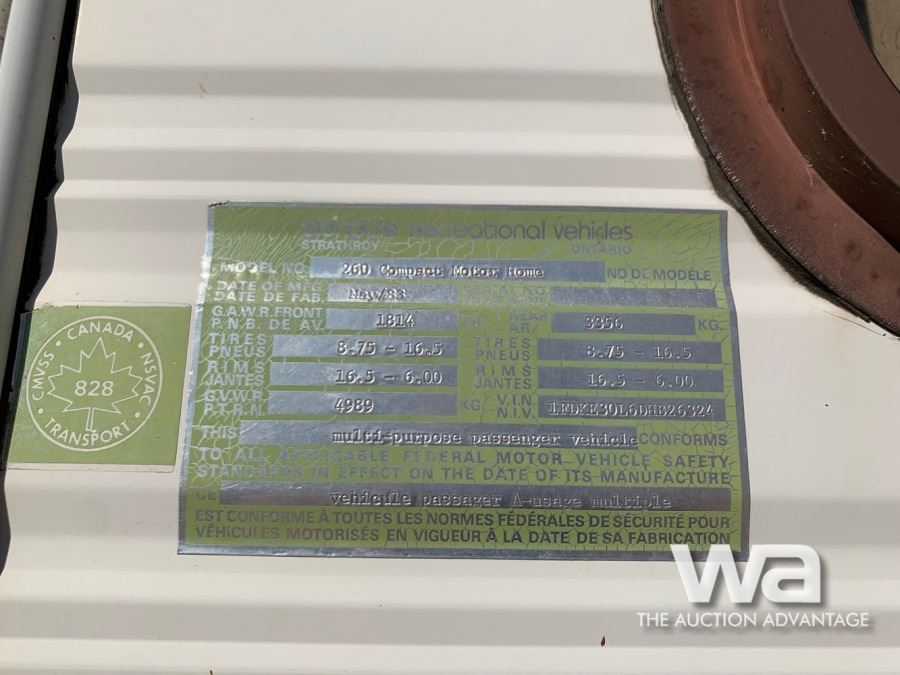 Recreational Vehicles
STRATHROY ONTARIO
MODEL NO. 260 Compact Motor Home NO DE MODÈLE
DATE OF MFG. May/83 SERIAL NO.
DATE DE FAB.
G.A.W.R. FRONT 1814 KG. REAR 3356 KG.
P.N.B. DE AV. AR.
TIRES 8.75 - 16.5 TIRES 8.75 - 16.5
PNEUS PNEUS
RIMS 16.5 - 6.00 RIMS 16.5 - 6.00
JANTES JANTES
G.V.W.R. 4989 KG V.I.N. 1FDKE30L6DHB26324
P.T.R.N. N.I.V.
THIS multi-purpose passenger vehicle CONFORMS
TO ALL APPLICABLE FEDERAL MOTOR VEHICLE SAFETY
STANDARDS IN EFFECT ON THE DATE OF ITS MANUFACTURE
CE vehicule passager A-usage multiple
EST CONFORME À TOUTES LES NORMES FÉDÉRALES DE SÉCURITÉ POUR
VÉHICULES MOTORISÉS EN VIGUEUR À LA DATE DE SA FABRICATION
CMVSS · CANADA · NSVAC
828
TRANSPORT
wa
THE AUCTION ADVANTAGE